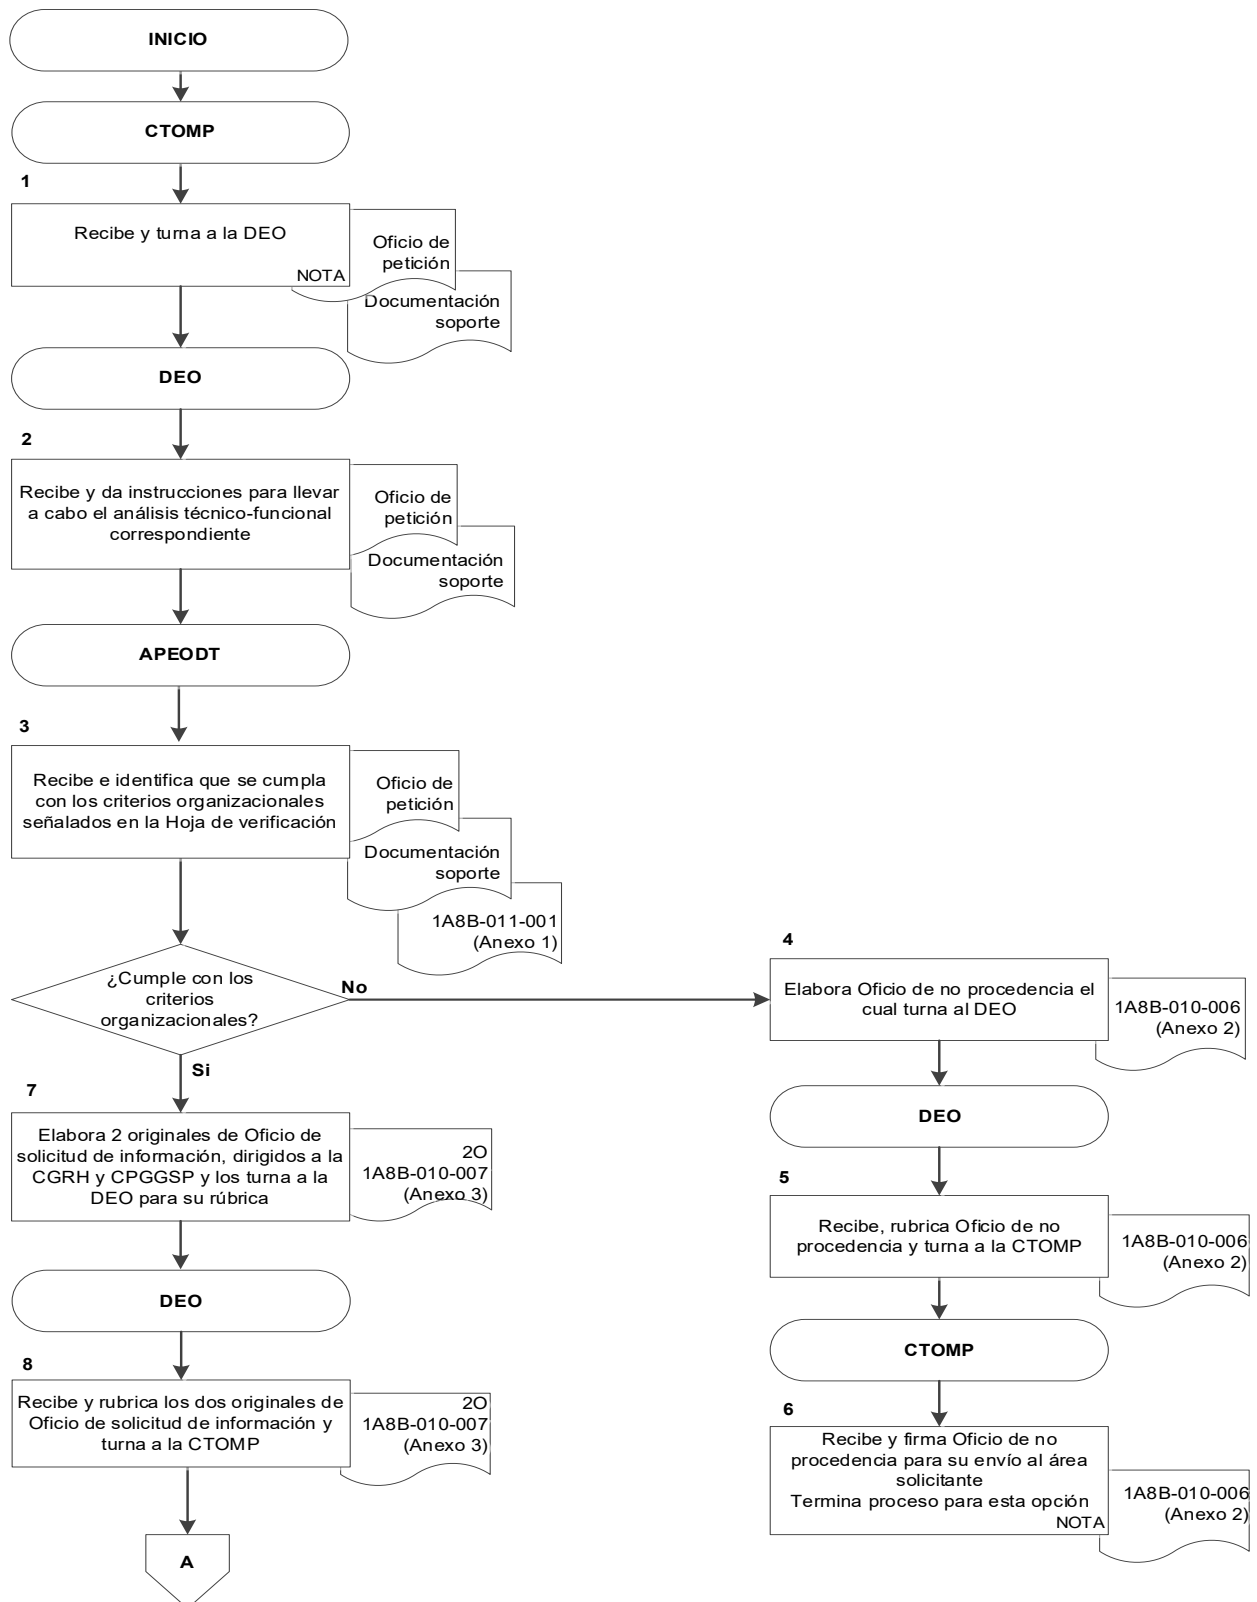 INICIO
CTOMP
1
Recibe y turna a la DEO
NOTA
Oficio de
petición
Documentación
soporte
DEO
2
Recibe y da instrucciones para llevar
a cabo el análisis técnico-funcional
correspondiente
Oficio de
petición
Documentación
soporte
APEODT
3
Recibe e identifica que se cumpla
con los criterios organizacionales
señalados en la Hoja de verificación
Oficio de
petición
Documentación
soporte
1A8B-011-001
(Anexo 1)
¿Cumple con los
criterios
organizacionales?
No
Si
4
Elabora Oficio de no procedencia el
cual turna al DEO
1A8B-010-006
(Anexo 2)
DEO
5
Recibe, rubrica Oficio de no
procedencia y turna a la CTOMP
1A8B-010-006
(Anexo 2)
CTOMP
6
Recibe y firma Oficio de no
procedencia para su envío al área
solicitante
Termina proceso para esta opción
NOTA
1A8B-010-006
(Anexo 2)
7
Elabora 2 originales de Oficio de
solicitud de información, dirigidos a la
CGRH y CPGGSP y los turna a la
DEO para su rúbrica
2O
1A8B-010-007
(Anexo 3)
DEO
8
Recibe y rubrica los dos originales de
Oficio de solicitud de información y
turna a la CTOMP
2O
1A8B-010-007
(Anexo 3)
A